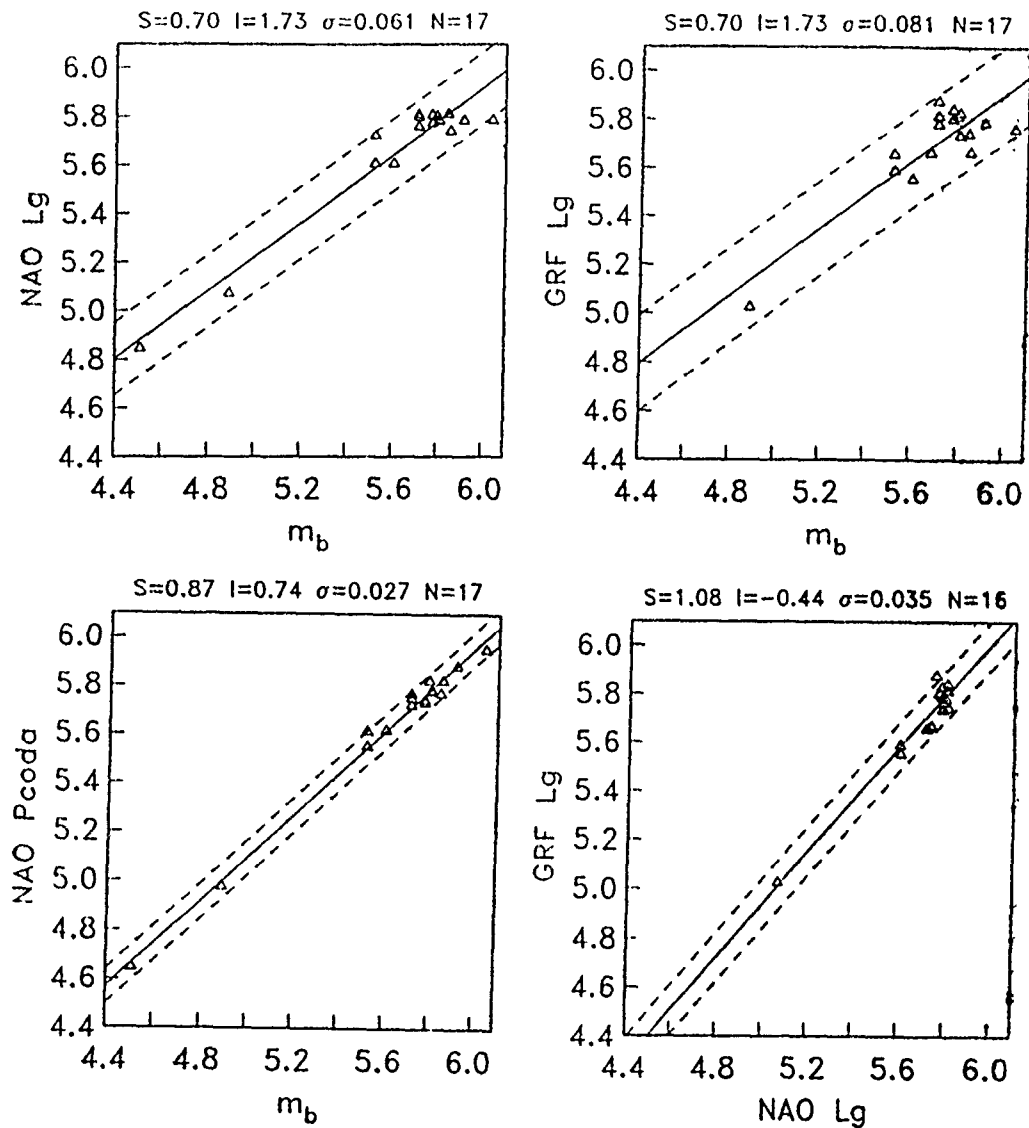 S=0.70 I=1.73 σ=0.061 N=17
6.0
5.8
5.6
5.4
5.2
5.0
4.8
4.6
4.4
NAO Lg
4.4 4.8 5.2 5.6 6.0
m_b
S=0.70 I=1.73 σ=0.081 N=17
6.0
5.8
5.6
5.4
5.2
5.0
4.8
4.6
4.4
GRF Lg
4.4 4.8 5.2 5.6 6.0
m_b
S=0.87 I=0.74 σ=0.027 N=17
6.0
5.8
5.6
5.4
5.2
5.0
4.8
4.6
4.4
NAO Pcoda
4.4 4.8 5.2 5.6 6.0
m_b
S=1.08 I=-0.44 σ=0.035 N=16
6.0
5.8
5.6
5.4
5.2
5.0
4.8
4.6
4.4
GRF Lg
4.4 4.8 5.2 5.6 6.0
NAO Lg